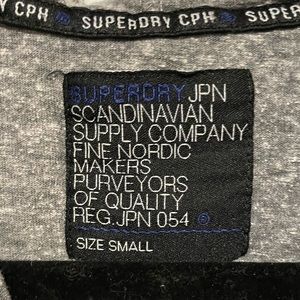 SUPERDRY CPH SUPERDRY CPH SUPER
SUPERDRY JPN
SCANDINAVIAN
SUPPLY COMPANY
FINE NORDIC
MAKERS
PURVEYORS
OF QUALITY
REG.JPN 054
SIZE SMALL